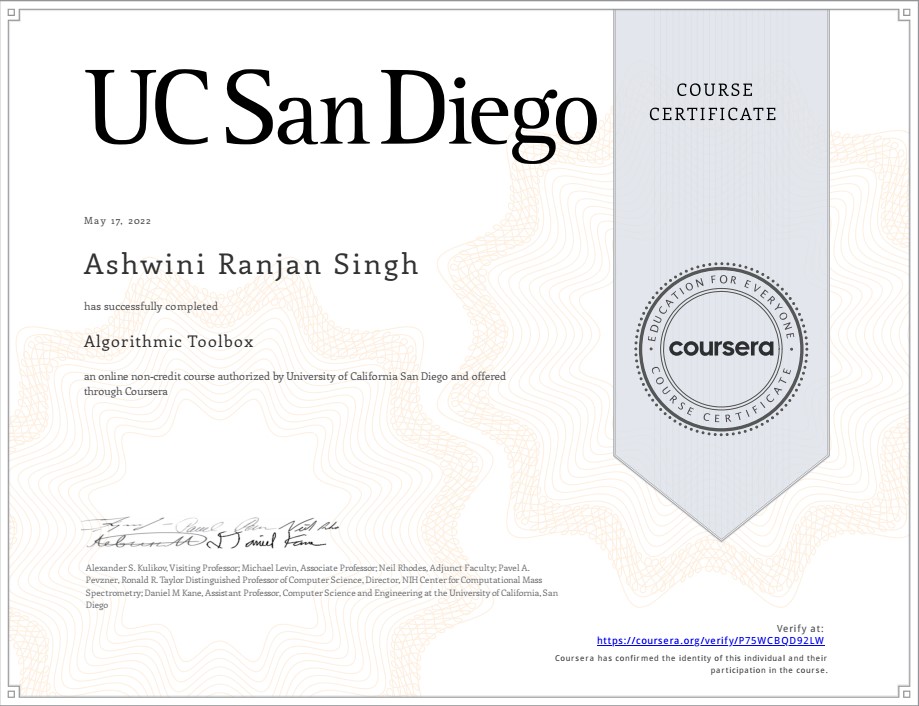 UC San Diego
COURSE
CERTIFICATE
May 17, 2022
Ashwini Ranjan Singh
has successfully completed
Algorithmic Toolbox
an online non-credit course authorized by University of California San Diego and offered
through Coursera
EDUCATION FOR EVERYONE
coursera
COURSE CERTIFICATE
Alexander S. Kulikov, Visiting Professor; Michael Levin, Associate Professor; Neil Rhodes, Adjunct Faculty; Pavel A.
Pevzner, Ronald R. Taylor Distinguished Professor of Computer Science, Director, NIH Center for Computational Mass
Spectrometry; Daniel M Kane, Assistant Professor, Computer Science and Engineering at the University of California, San
Diego
Verify at:
https://coursera.org/verify/P75WCBQD92LW
Coursera has confirmed the identity of this individual and their
participation in the course.